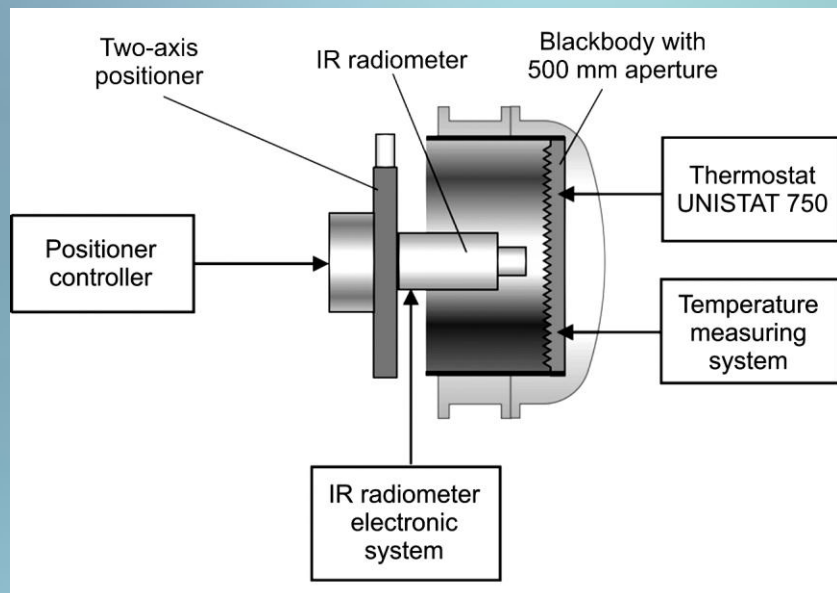 Two-axis
positioner
IR radiometer
Blackbody with
500 mm aperture
Thermostat
UNISTAT 750
Positioner
controller
Temperature
measuring
system
IR radiometer
electronic
system